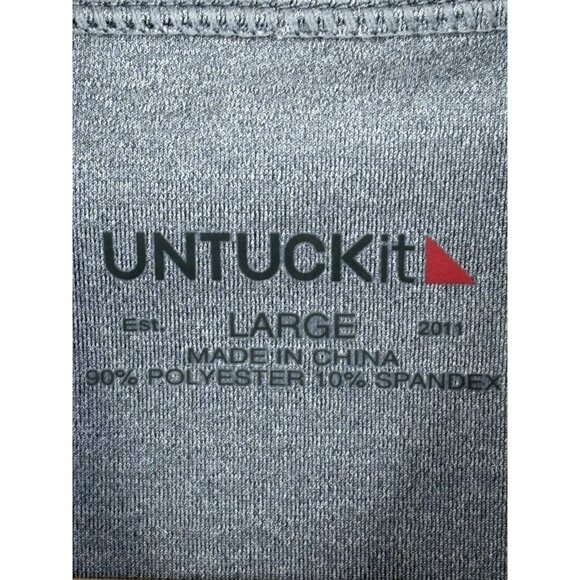 UNTUCKit
Est. LARGE 2011
MADE IN CHINA
90% POLYESTER 10% SPANDEX